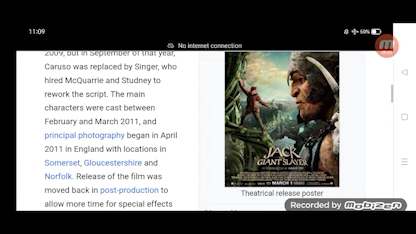 11:09
59%
No internet connection
2009, but in September of that year,
Caruso was replaced by Singer, who
hired McQuarrie and Studney to
rework the script. The main
characters were cast between
February and March 2011, and
principal photography began in April
2011 in England with locations in
Somerset, Gloucestershire and
Norfolk. Release of the film was
moved back in post-production to
allow more time for special effects
JACK
THE
GIANT SLAYER
MARCH 1
Theatrical release poster
Recorded by MOBIZEN